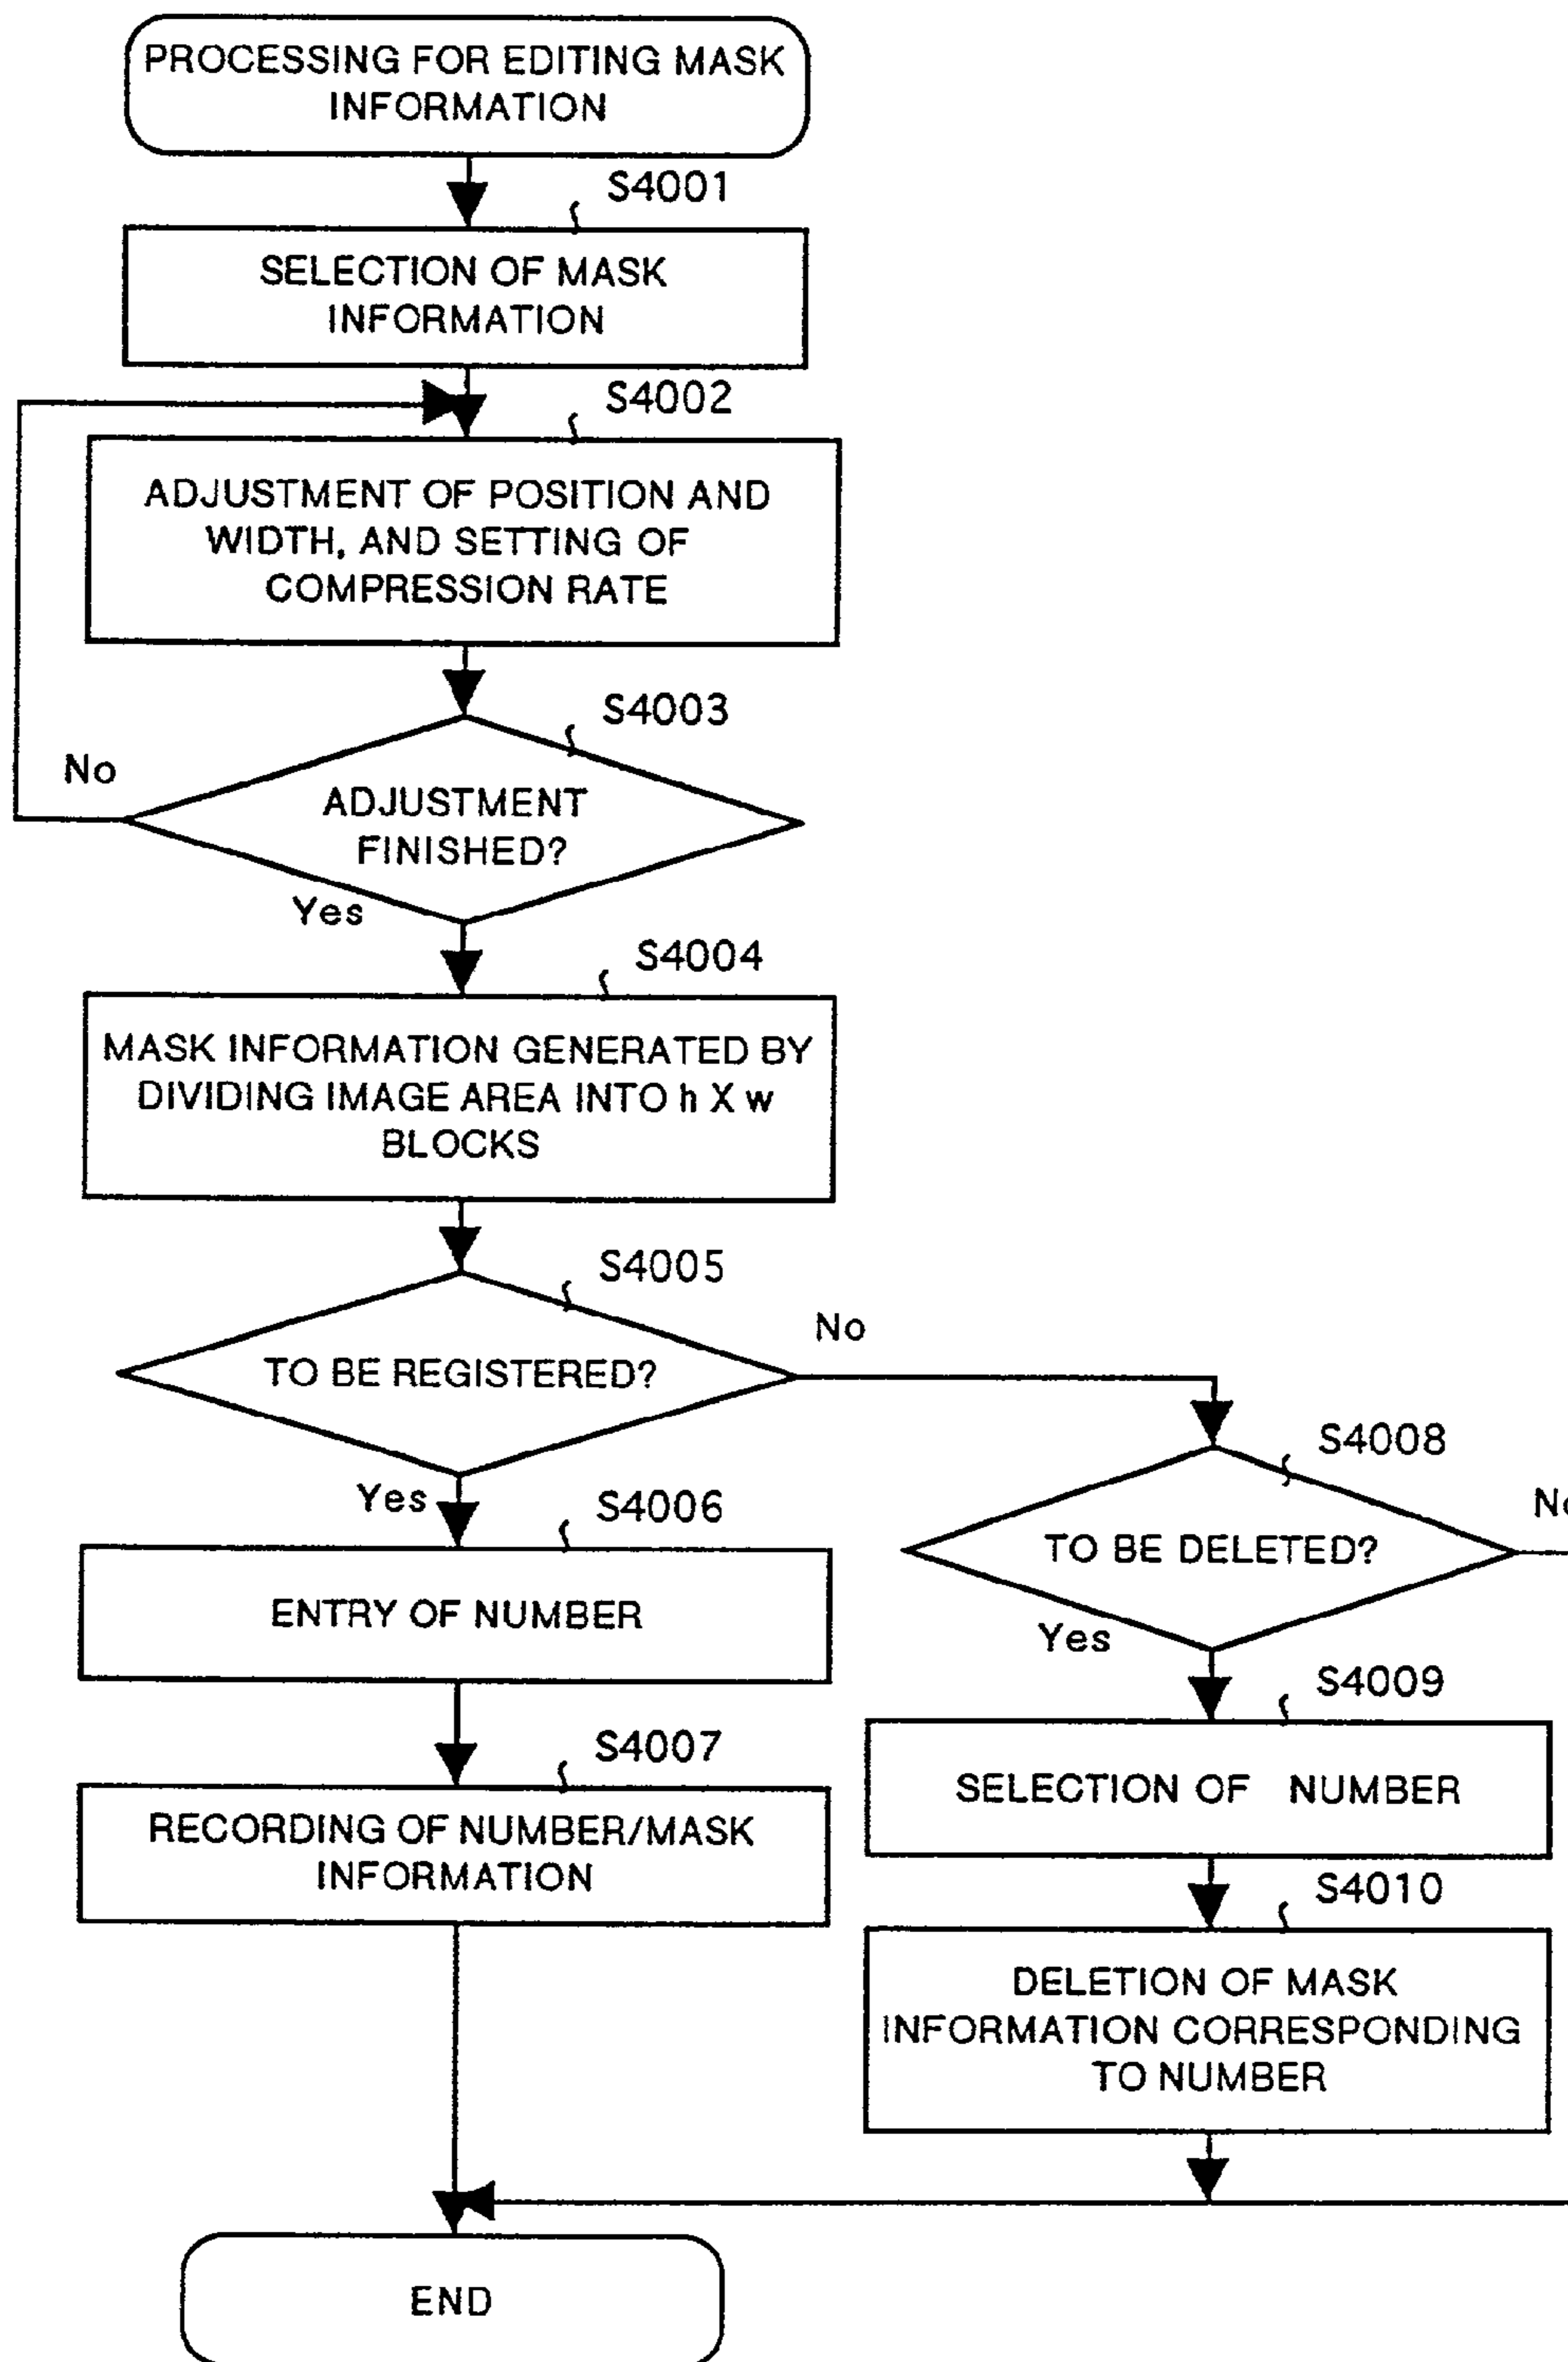 PROCESSING FOR EDITING MASK
INFORMATION
S4001
SELECTION OF MASK
INFORMATION
S4002
ADJUSTMENT OF POSITION AND
WIDTH, AND SETTING OF
COMPRESSION RATE
S4003
No
ADJUSTMENT
FINISHED?
Yes
S4004
MASK INFORMATION GENERATED BY
DIVIDING IMAGE AREA INTO h X w
BLOCKS
S4005
No
TO BE REGISTERED?
S4008
Yes
S4006
No
TO BE DELETED?
ENTRY OF NUMBER
Yes
S4009
S4007
SELECTION OF NUMBER
RECORDING OF NUMBER/MASK
INFORMATION
S4010
DELETION OF MASK
INFORMATION CORRESPONDING
TO NUMBER
END